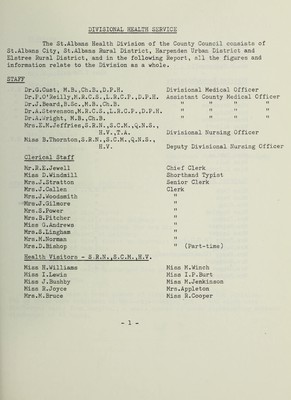 DIVISIONAL HEALTH SERVICE
The St.Albans Health Division of the County Council consists of
St.Albans City, St.Albans Rural District, Harpenden Urban District and
Elstree Rural District, and in the following Report, all the figures and
information relate to the Division as a whole.
STAFF
Dr.G.Cust, M.B.,Ch.B.,D.P.H. Divisional Medical Officer
Dr.P.O'Reilly,M.R.C.S.,L.R.C.P.,D.P.H. Assistant County Medical Officer
Dr.J.Beard,B.Sc.,M.B.,Ch.B. " " " "
Dr.A.Stevenson,M.R.C.S.,L.R.C.P.,D.P.H. " " " "
Dr.A.Wright, M.B.,Ch.B. " " " "
Mrs.E.M.Jeffries,S.R.N.,S.C.M.,Q.N.S.,
H.V.,T.A. Divisional Nursing Officer
Miss B.Thornton,S.R.N.,S.C.M.,Q.N.S.,
H.V. Deputy Divisional Nursing Officer
Clerical Staff
Mr.R.E.Jewell Chief Clerk
Miss D.Windmill Shorthand Typist
Mrs.J.Stratton Senior Clerk
Mrs.J.Callen Clerk
Mrs.J.Woodsmith "
Mrs.J.Gilmore "
Mrs.S.Power "
Mrs.B.Pitcher "
Miss G.Andrews "
Mrs.S.Lingham "
Mrs.M.Norman "
Mrs.D.Bishop " (Part-time)
Health Visitors - S.R.N.,S.C.M.,H.V.
Miss H.Williams Miss M.Winch
Miss I.Lewin Miss I.P.Burt
Miss J.Bushby Miss M.Jenkinson
Miss R.Joyce Mrs.Appleton
Mrs.M.Bruce Miss R.Cooper
- 1 -